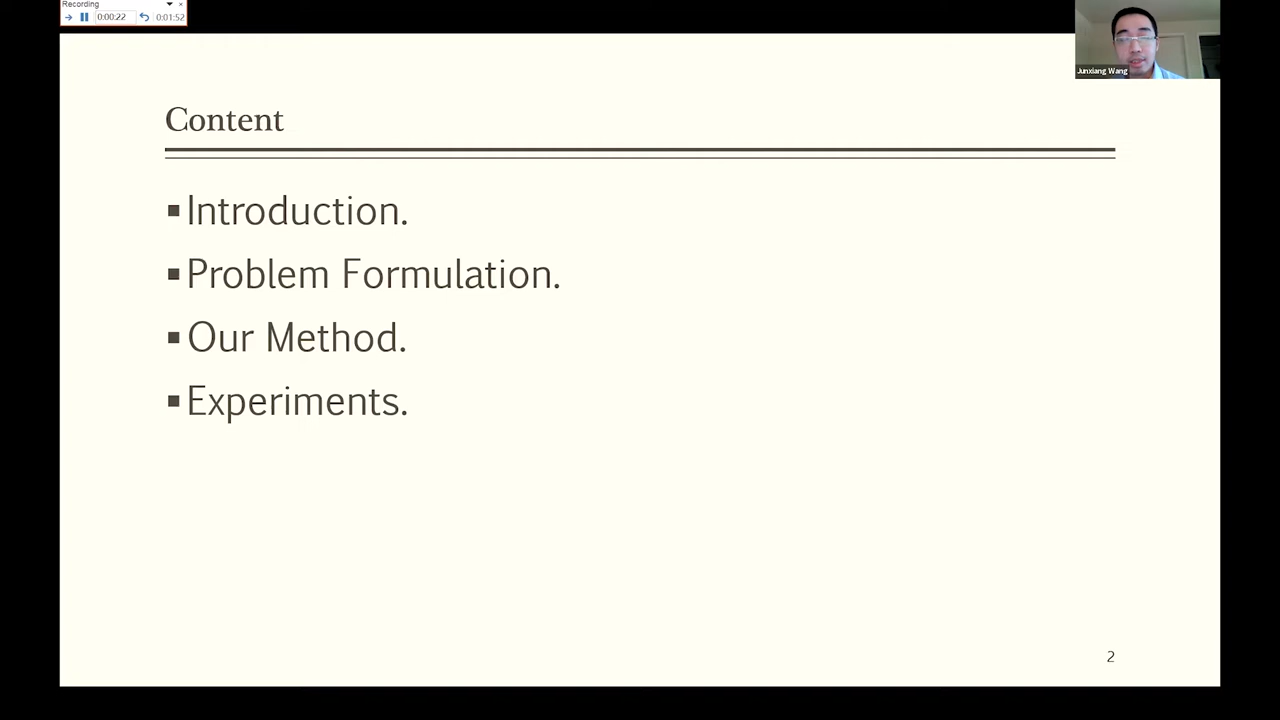 Recording
0:00:22 0:01:52
Junxiang Wang
Content
▪Introduction.
▪Problem Formulation.
▪Our Method.
▪Experiments.
2